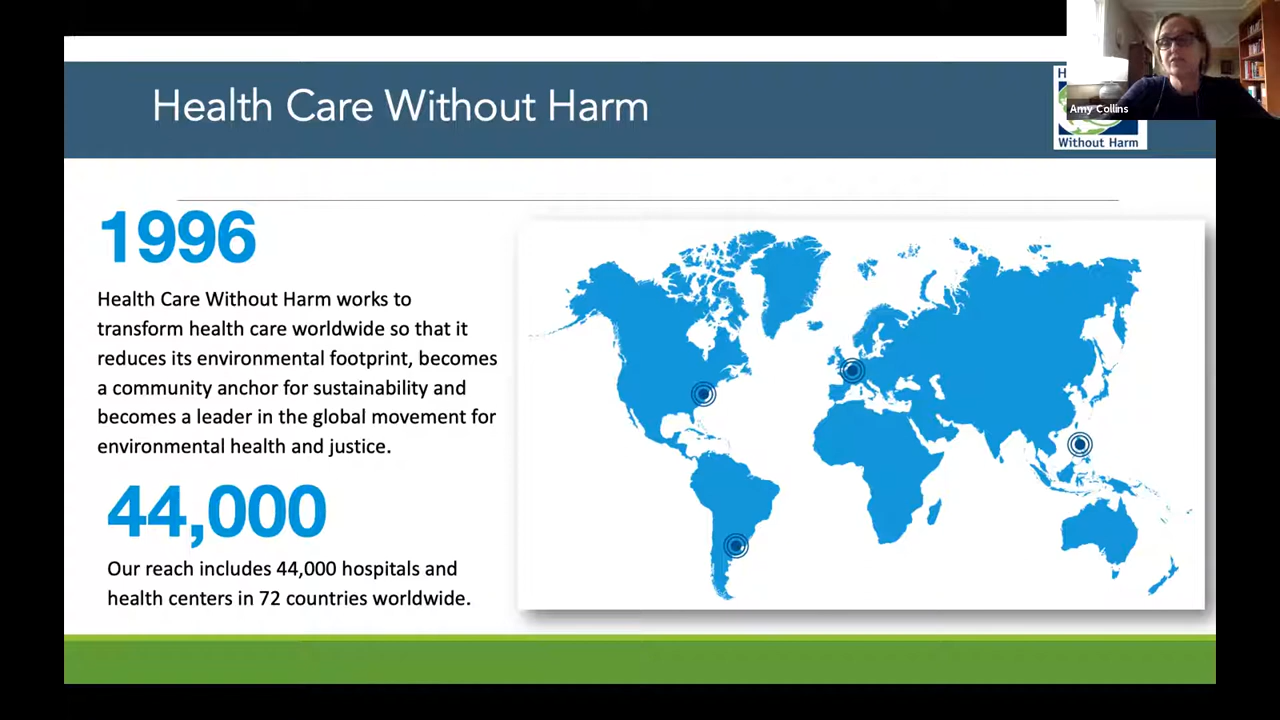 Health Care Without Harm
Amy Collins
Without Harm
1996
Health Care Without Harm works to
transform health care worldwide so that it
reduces its environmental footprint, becomes
a community anchor for sustainability and
becomes a leader in the global movement for
environmental health and justice.
44,000
Our reach includes 44,000 hospitals and
health centers in 72 countries worldwide.